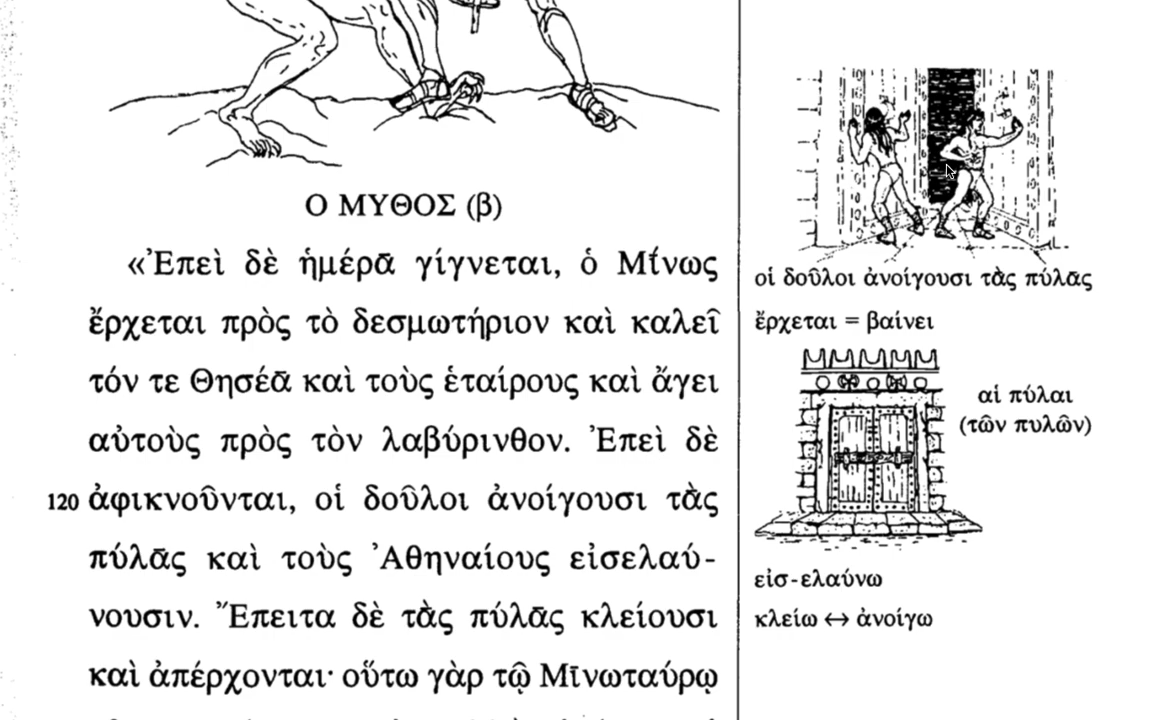 Ο ΜΥΘΟΣ (β)
«Ἐπεὶ δὲ ἡμέρᾱ γίγνεται, ὁ Μῑ́νως
ἔρχεται πρὸς τὸ δεσμωτήριον καὶ καλεῖ
τόν τε Θησέᾱ καὶ τοὺς ἑταίρους καὶ ἄγει
αὐτοὺς πρὸς τὸν λαβύρινθον. Ἐπεὶ δὲ
120 ἀφικνοῦνται, οἱ δοῦλοι ἀνοίγουσι τᾱ̀ς
πύλᾱς καὶ τοὺς Ἀθηναίους εἰσελαύ-
νουσιν. Ἔπειτα δὲ τᾱ̀ς πύλᾱς κλείουσι
καὶ ἀπέρχονται· οὕτω γὰρ τῷ Μῑνωταύρῳ
οἱ δοῦλοι ἀνοίγουσι τᾱ̀ς πύλᾱς
ἔρχεται = βαίνει
αἱ πύλαι
(τῶν πυλῶν)
εἰσ-ελαύνω
κλείω ↔ ἀνοίγω